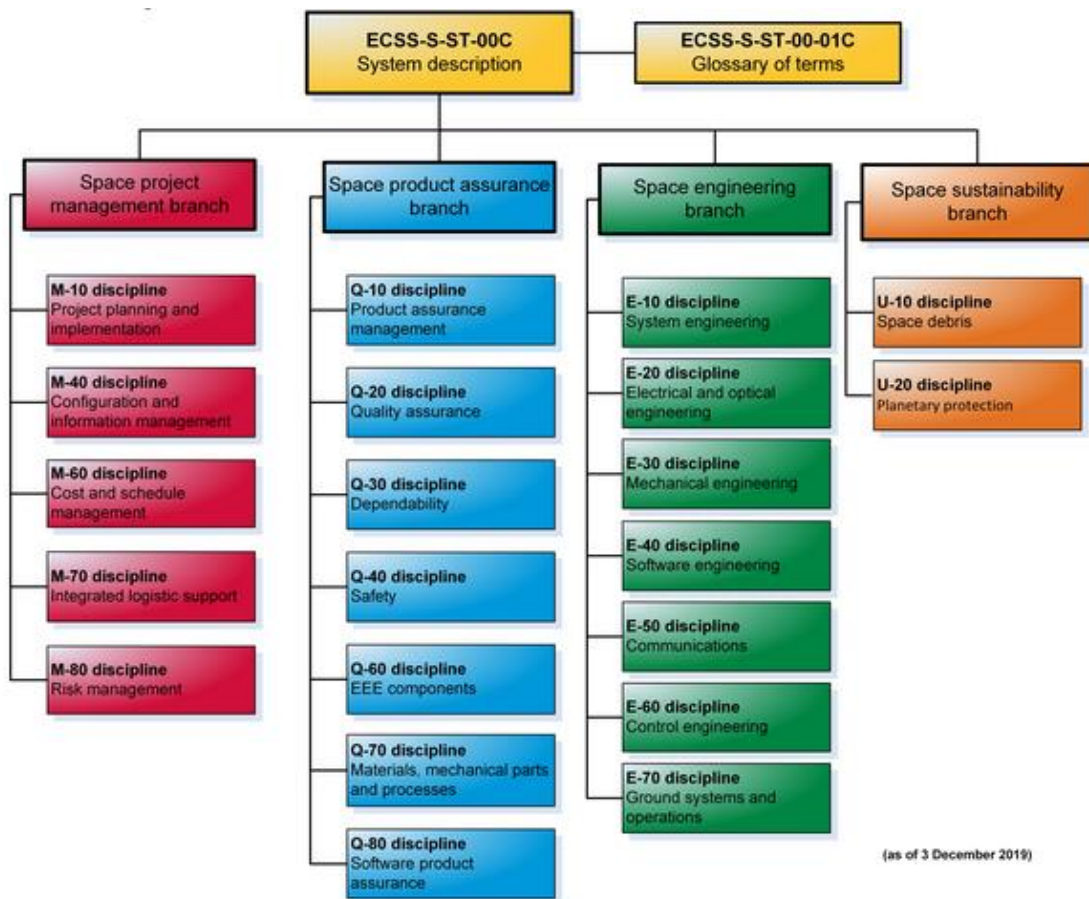 ECSS-S-ST-00C
System description
ECSS-S-ST-00-01C
Glossary of terms
Space project
management branch
M-10 discipline
Project planning and
implementation
M-40 discipline
Configuration and
information management
M-60 discipline
Cost and schedule
management
M-70 discipline
Integrated logistic support
M-80 discipline
Risk management
Space product assurance
branch
Q-10 discipline
Product assurance
management
Q-20 discipline
Quality assurance
Q-30 discipline
Dependability
Q-40 discipline
Safety
Q-60 discipline
EEE components
Q-70 discipline
Materials, mechanical parts
and processes
Q-80 discipline
Software product
assurance
Space engineering
branch
E-10 discipline
System engineering
E-20 discipline
Electrical and optical
engineering
E-30 discipline
Mechanical engineering
E-40 discipline
Software engineering
E-50 discipline
Communications
E-60 discipline
Control engineering
E-70 discipline
Ground systems and
operations
Space sustainability
branch
U-10 discipline
Space debris
U-20 discipline
Planetary protection
(as of 3 December 2019)